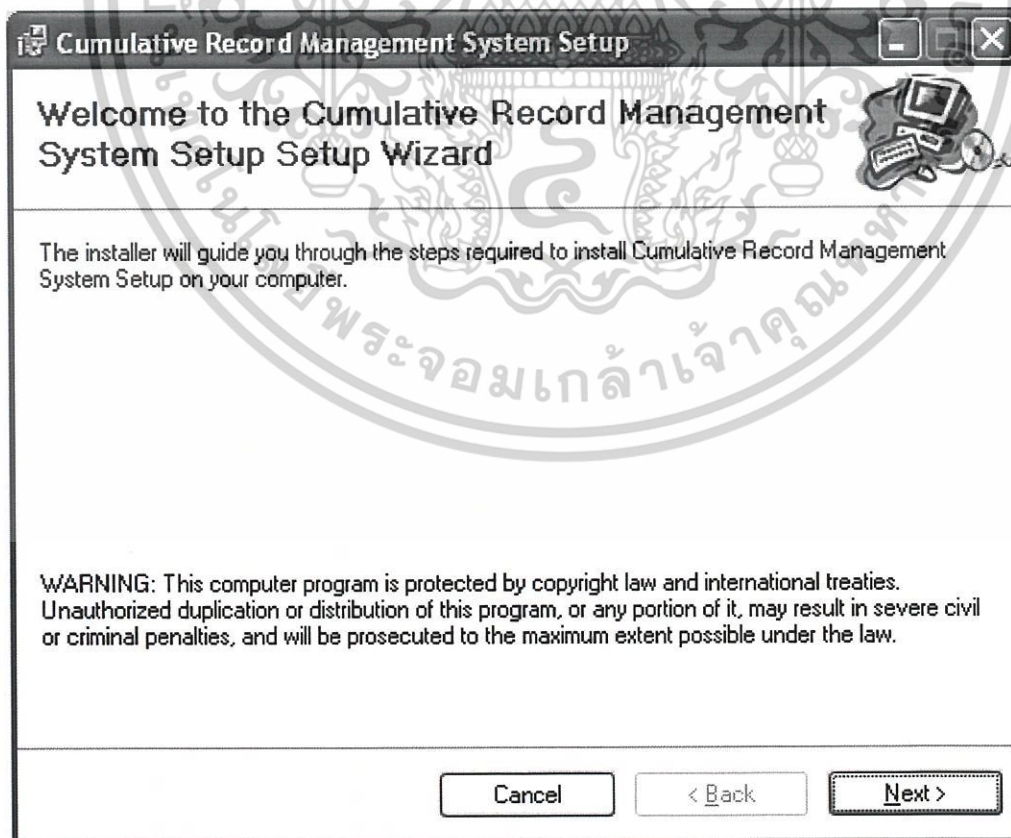 Cumulative Record Management System Setup
Welcome to the Cumulative Record Management
System Setup Setup Wizard
The installer will guide you through the steps required to install Cumulative Record Management
System Setup on your computer.
พระจอมเกล้าเจ้าคุณทหาร
WARNING: This computer program is protected by copyright law and international treaties.
Unauthorized duplication or distribution of this program, or any portion of it, may result in severe civil
or criminal penalties, and will be prosecuted to the maximum extent possible under the law.
Cancel
< Back
Next >